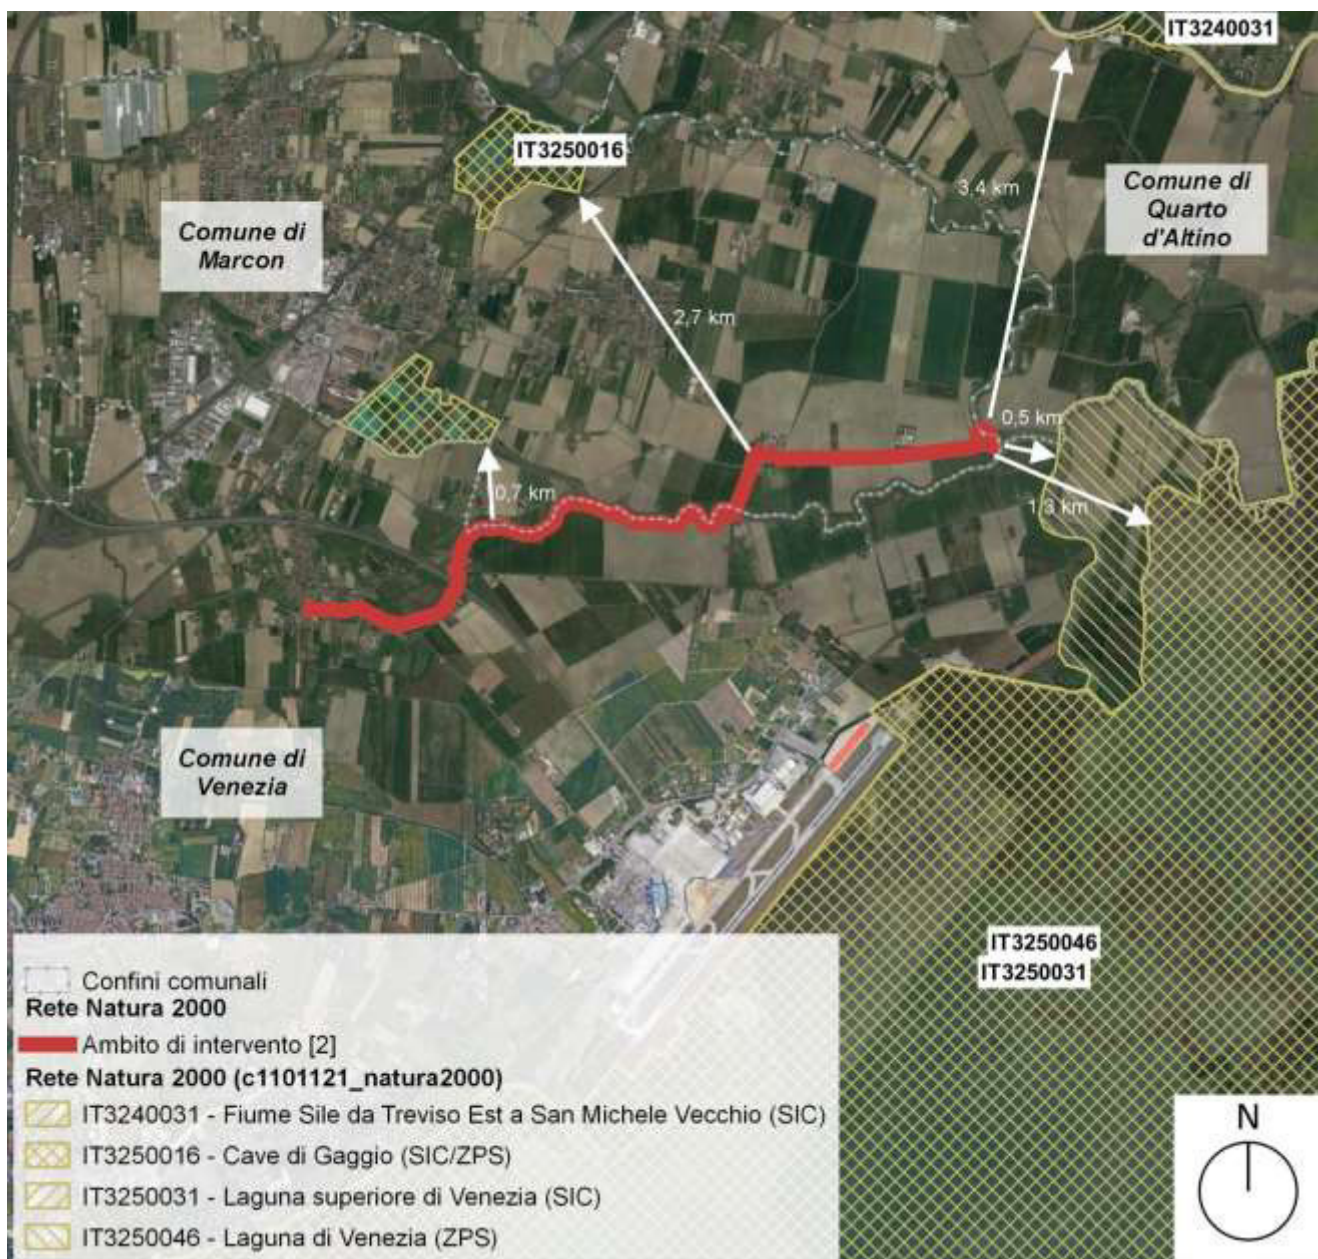 IT3240031
IT3250016
3,4 km
Comune di
Quarto
d'Altino
Comune di
Marcon
2,7 km
0,5 km
0,7 km
1,3 km
Comune di
Venezia
IT3250046
IT3250031
Confini comunali
Rete Natura 2000
Ambito di intervento [2]
Rete Natura 2000 (c1101121_natura2000)
IT3240031 - Fiume Sile da Treviso Est a San Michele Vecchio (SIC)
IT3250016 - Cave di Gaggio (SIC/ZPS)
IT3250031 - Laguna superiore di Venezia (SIC)
IT3250046 - Laguna di Venezia (ZPS)
N